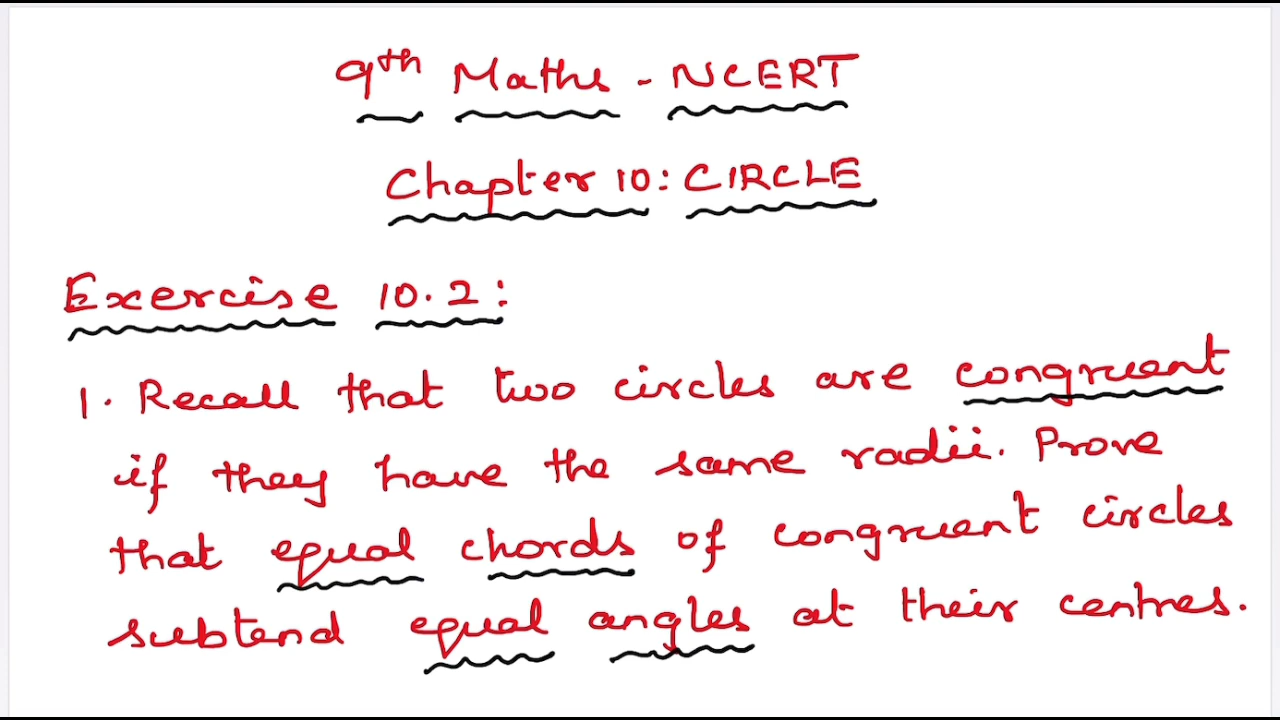 9th Maths - NCERT
Chapter 10: CIRCLE
Exercise 10.2:
1. Recall that two circles are congruent
if they have the same radii. Prove
that equal chords of congruent circles
subtend equal angles at their centres.